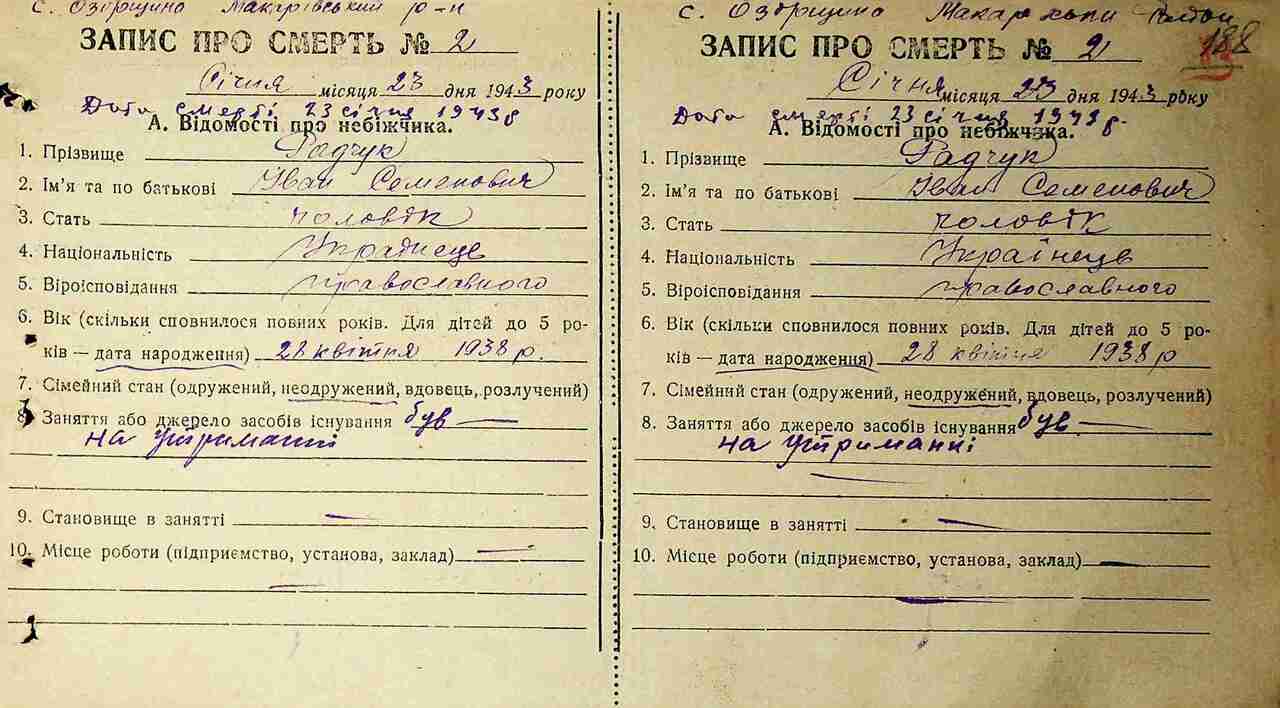 с. Озорщина Макарівський р-н
ЗАПИС ПРО СМЕРТЬ № 2
Січня місяця 23 дня 1943 року
Дата смерті 23 січня 1943 р
А. Відомості про небіжчика.
1. Прізвище Радчук
2. Ім'я та по батькові Іван Семенович
3. Стать чоловік
4. Національність Українець
5. Віроісповідання православного
6. Вік (скільки сповнилося повних років. Для дітей до 5 ро-
ків — дата народження) 28 квітня 1938 р.
7. Сімейний стан (одружений, неодружений, вдовець, розлучений)
8. Заняття або джерело засобів існування був —
на утриманні
9. Становище в занятті —
10. Місце роботи (підприємство, установа, заклад) —
с. Озорщина
188
ЗАПИС ПРО СМЕРТЬ № 2
Січня місяця 23 дня 1943 року
Дата смерті 23 січня 1943 р.
А. Відомості про небіжчика.
1. Прізвище Радчук
2. Ім'я та по батькові Іван Семенович
3. Стать чоловік
4. Національність Українець
5. Віроісповідання православного
6. Вік (скільки сповнилося повних років. Для дітей до 5 ро-
ків — дата народження) 28 квітня 1938 р
7. Сімейний стан (одружений, неодружений, вдовець, розлучений)
8. Заняття або джерело засобів існування був —
на утриманні
9. Становище в занятті —
10. Місце роботи (підприємство, установа, заклад) —